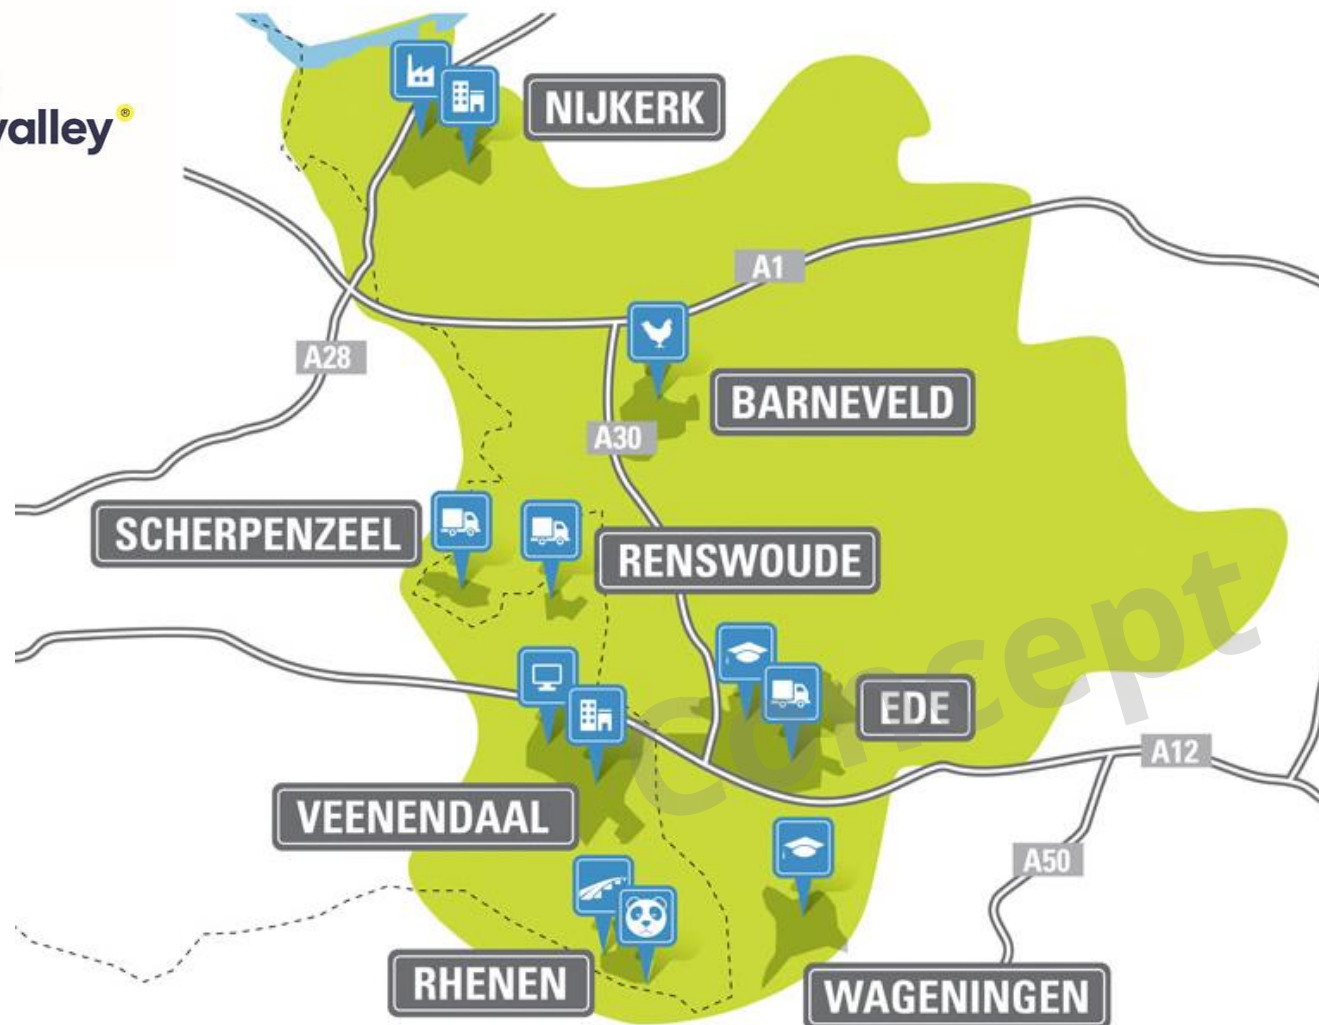 valley®
NIJKERK
A1
A28
BARNEVELD
A30
SCHERPENZEEL
RENSWOUDE
EDE
Concept
A12
VEENENDAAL
A50
RHENEN
WAGENINGEN